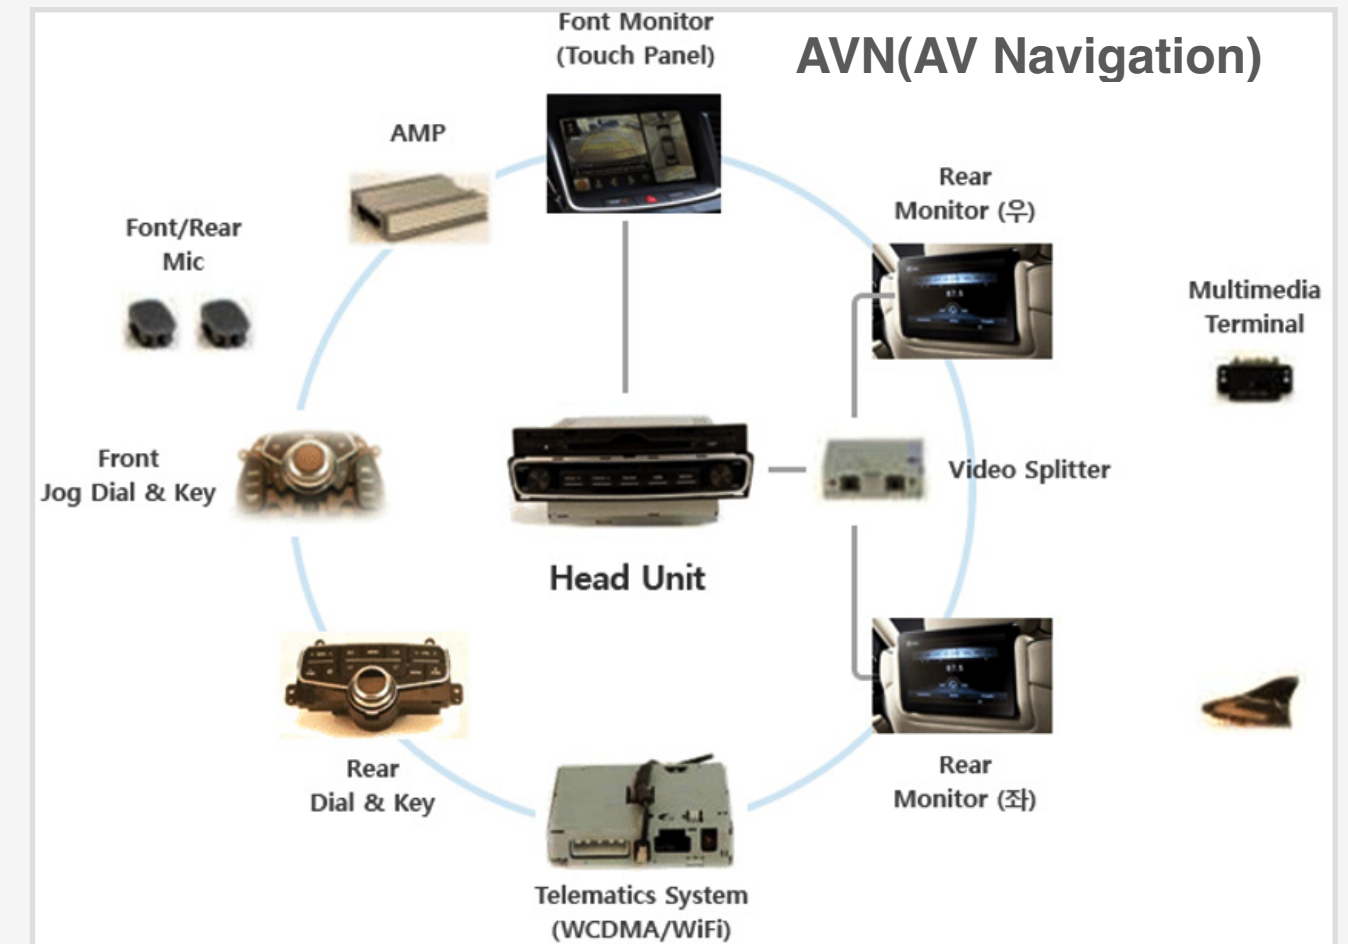 Font Monitor
(Touch Panel)
AVN(AV Navigation)
AMP
Rear
Monitor (우)
Font/Rear
Mic
Multimedia
Terminal
Front
Jog Dial & Key
Video Splitter
Head Unit
Rear
Dial & Key
Rear
Monitor (좌)
Telematics System
(WCDMA/WiFi)